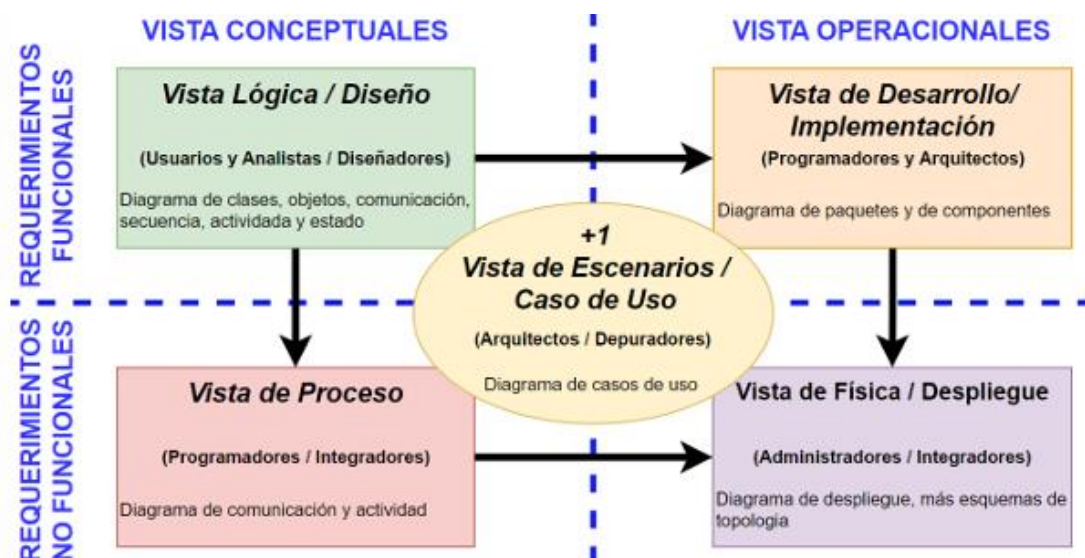 VISTA CONCEPTUALES
VISTA OPERACIONALES
REQUERIMIENTOS
FUNCIONALES
Vista Lógica / Diseño
(Usuarios y Analistas / Diseñadores)
Diagrama de clases, objetos, comunicación,
secuencia, actividada y estado
Vista de Desarrollo/
Implementación
(Programadores y Arquitectos)
Diagrama de paquetes y de componentes
+1
Vista de Escenarios /
Caso de Uso
(Arquitectos / Depuradores)
Diagrama de casos de uso
REQUERIMIENTOS
NO FUNCIONALES
Vista de Proceso
(Programadores / Integradores)
Diagrama de comunicación y actividad
Vista de Física / Despliegue
(Administradores / Integradores)
Diagrama de despliegue, más esquemas de
topologia